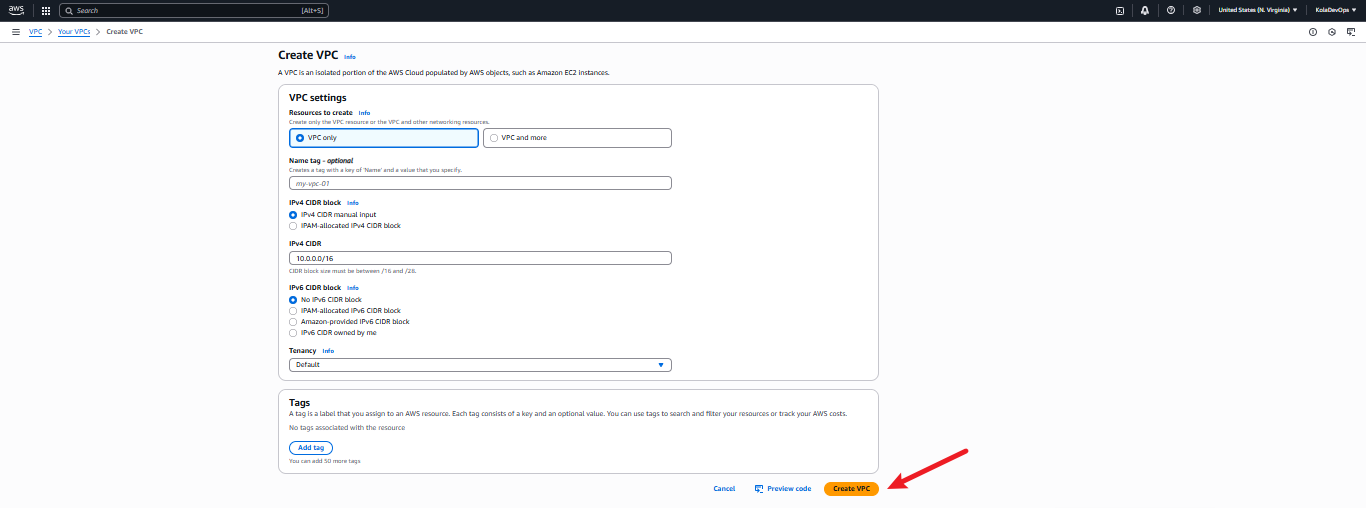 aws Search [Alt+S] United States (N. Virginia) KoladevOps
VPC > Your VPCs > Create VPC
Create VPC Info
A VPC is an isolated portion of the AWS Cloud populated by AWS objects, such as Amazon EC2 instances.
VPC settings
Resources to create Info
Create only the VPC resource or the VPC and other networking resources.
VPC only VPC and more
Name tag - optional
Creates a tag with a key of 'Name' and a value that you specify.
my-vpc-01
IPv4 CIDR block Info
IPv4 CIDR manual input
IPAM-allocated IPv4 CIDR block
IPv4 CIDR
10.0.0.0/16
CIDR block size must be between /16 and /28.
IPv6 CIDR block Info
No IPv6 CIDR block
IPAM-allocated IPv6 CIDR block
Amazon-provided IPv6 CIDR block
IPv6 CIDR owned by me
Tenancy Info
Default
Tags
A tag is a label that you assign to an AWS resource. Each tag consists of a key and an optional value. You can use tags to search and filter your resources or track your AWS costs.
No tags associated with the resource
Add tag
You can add 50 more tags
Cancel Preview code Create VPC